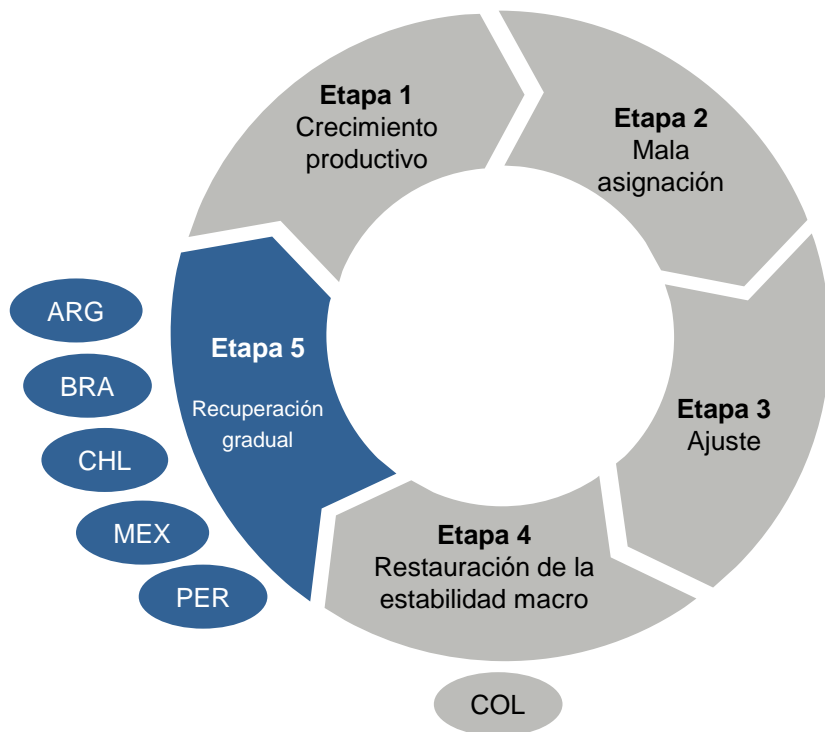 Etapa 1
Crecimiento
productivo
Etapa 2
Mala
asignación
Etapa 3
Ajuste
Etapa 4
Restauración de la
estabilidad macro
Etapa 5
Recuperación
gradual
ARG
BRA
CHL
MEX
PER
COL